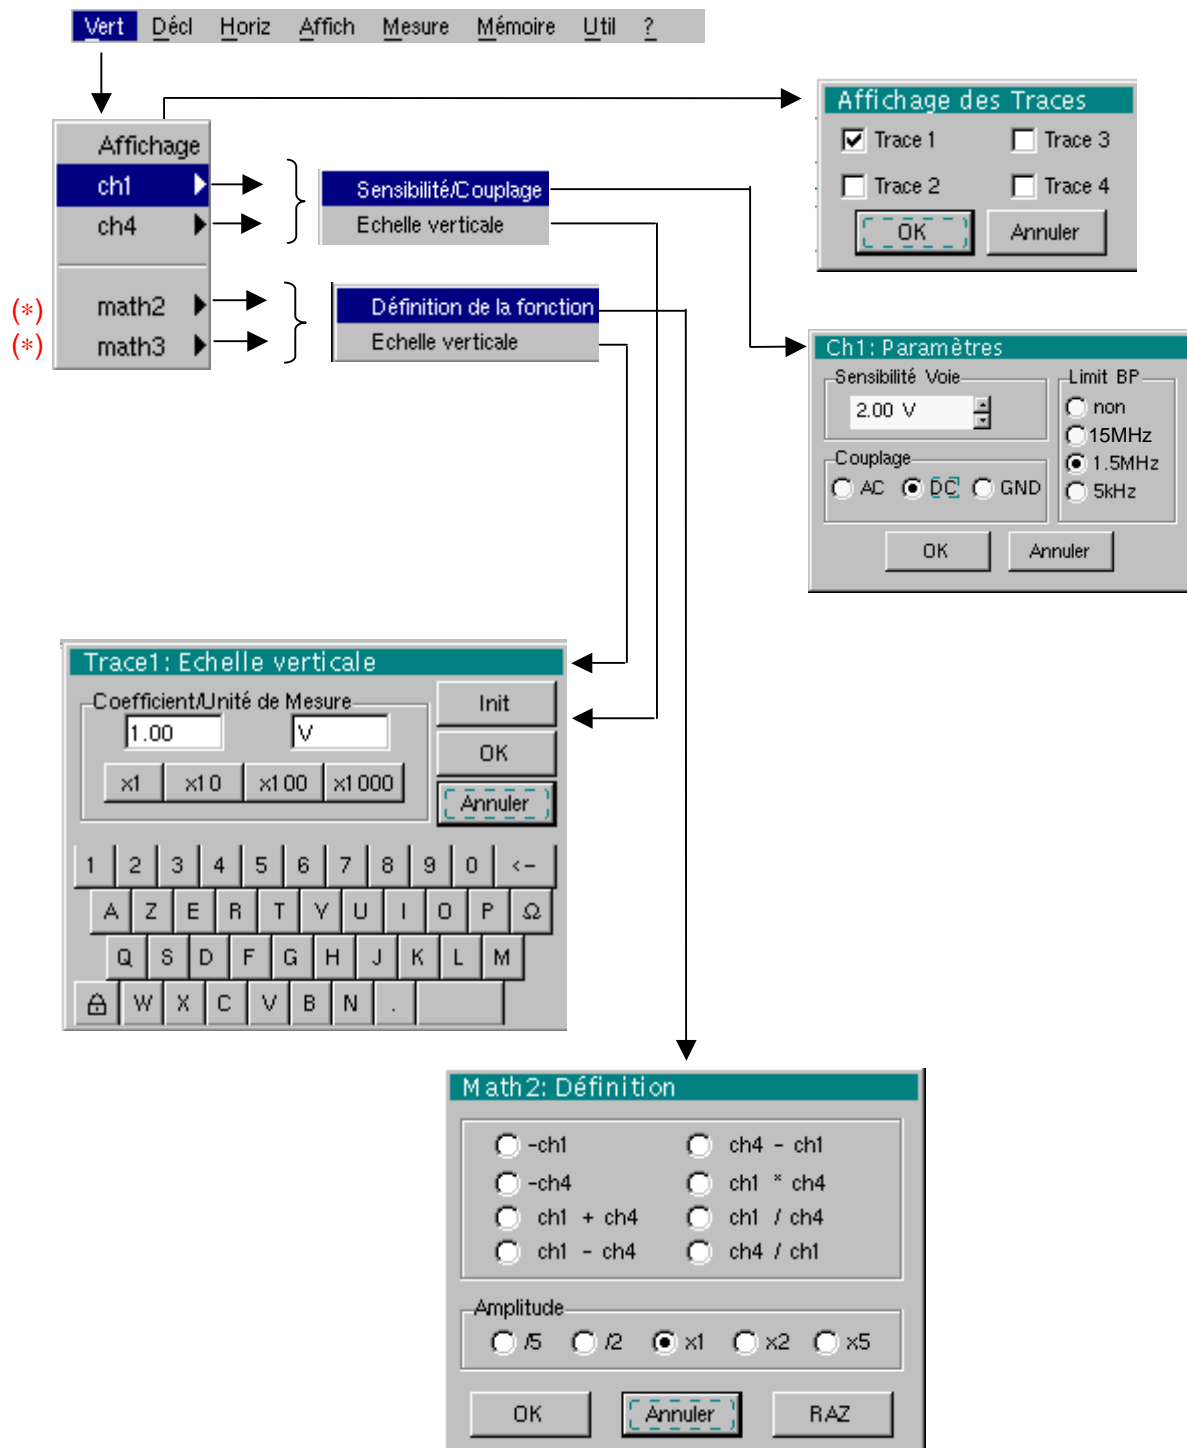 Vert Décl Horiz Affich Mesure Mémoire Util ?
Affichage
ch1
ch4
(*) math2
(*) math3
Sensibilité/Couplage
Echelle verticale
Définition de la fonction
Echelle verticale
Affichage des Traces
Trace 1 Trace 3
Trace 2 Trace 4
OK Annuler
Ch1: Paramètres
Sensibilité Voie
2.00 V
Couplage
AC DC GND
Limit BP
non
15MHz
1.5MHz
5kHz
OK Annuler
Trace1: Echelle verticale
Coefficient/Unité de Mesure
1.00 V
x1 x10 x100 x1000
Init
OK
Annuler
1 2 3 4 5 6 7 8 9 0 <-
A Z E R T Y U I O P Ω
Q S D F G H J K L M
W X C V B N .
Math2: Définition
-ch1 ch4 - ch1
-ch4 ch1 * ch4
ch1 + ch4 ch1 / ch4
ch1 - ch4 ch4 / ch1
Amplitude
/5 /2 x1 x2 x5
OK Annuler RAZ